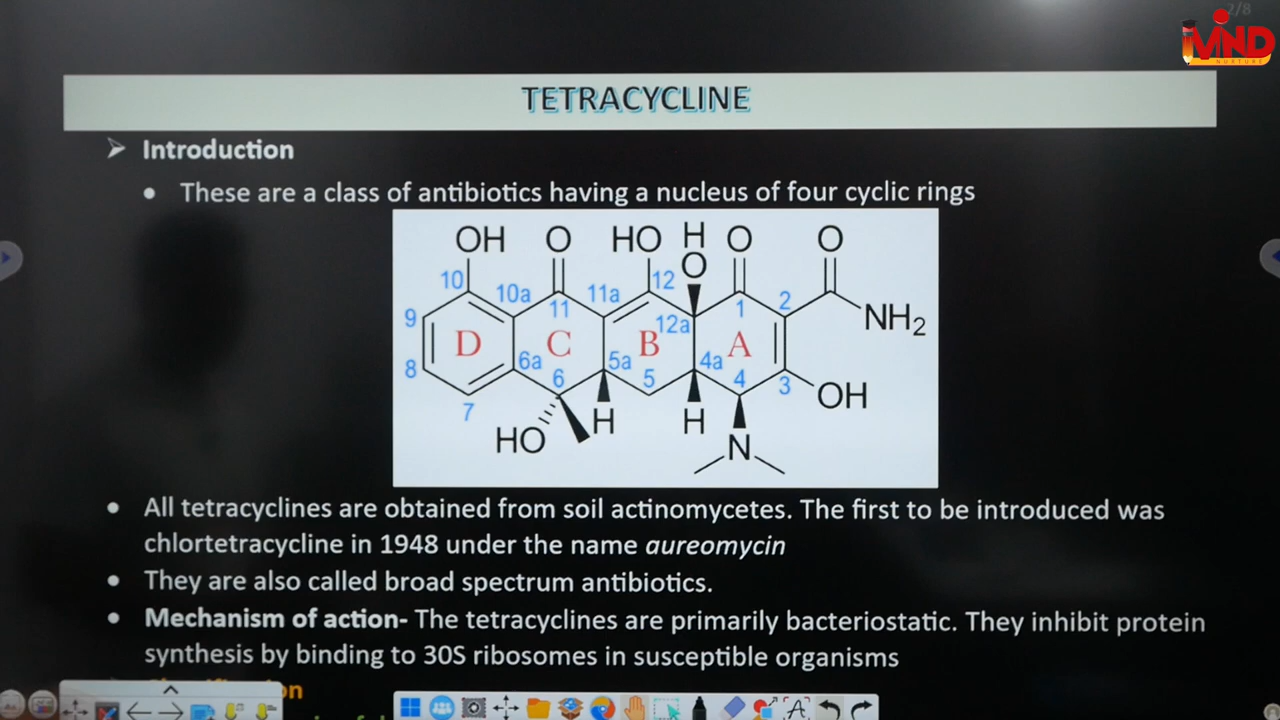 2/8
MIND
NURTURE
TETRACYCLINE
➤ Introduction
• These are a class of antibiotics having a nucleus of four cyclic rings
OH O HO H O O O
10 10a 11 11a 12 12a 1 2
NH2
9 D C B A
8 6a 6 5a 5 4a 4 3
OH
7
HO H H
N
• All tetracyclines are obtained from soil actinomycetes. The first to be introduced was
chlortetracycline in 1948 under the name aureomycin
• They are also called broad spectrum antibiotics.
• Mechanism of action- The tetracyclines are primarily bacteriostatic. They inhibit protein
synthesis by binding to 30S ribosomes in susceptible organisms